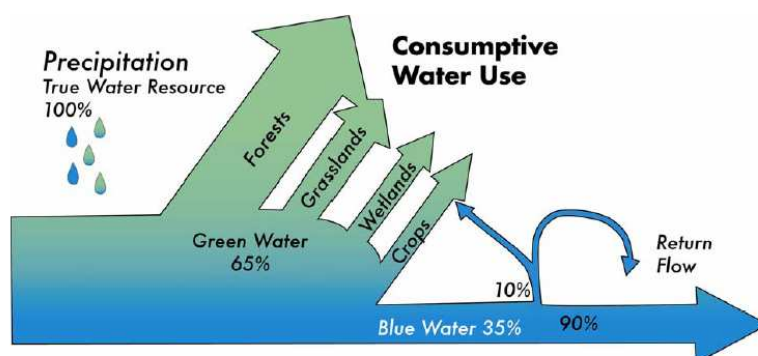 Precipitation
True Water Resource
100%
Consumptive
Water Use
Forests
Grasslands
Wetlands
Crops
Green Water
65%
Return
Flow
10%
Blue Water 35%
90%